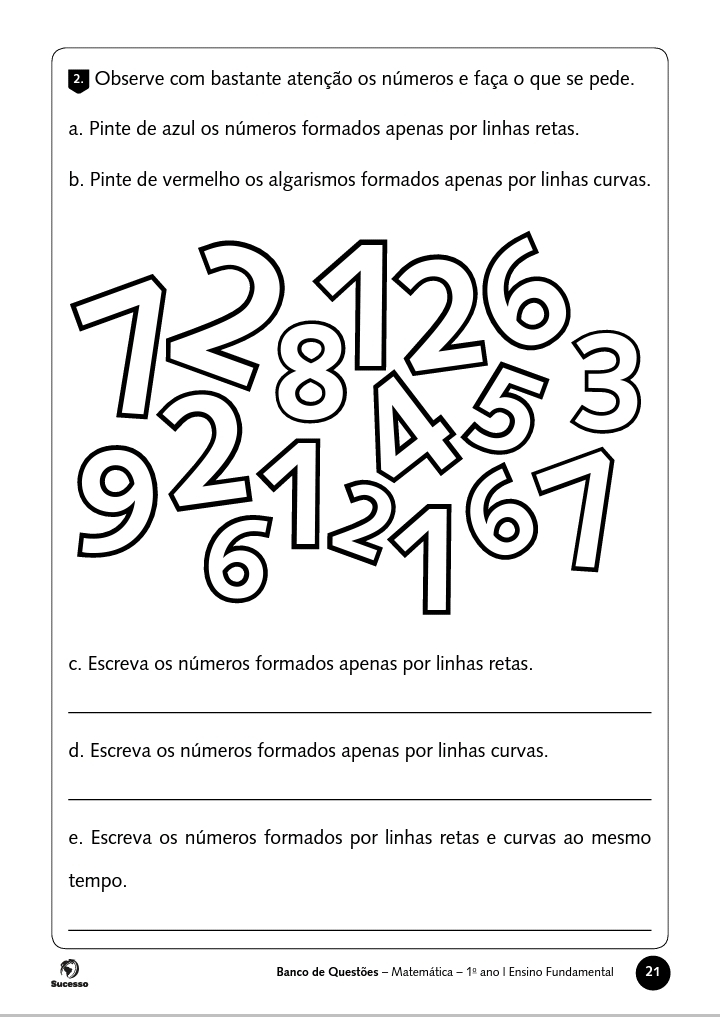 2. Observe com bastante atenção os números e faça o que se pede.
a. Pinte de azul os números formados apenas por linhas retas.
b. Pinte de vermelho os algarismos formados apenas por linhas curvas.
7 2 1 2 6
8 3
2 4 5
9 1 2 6 7
6 1
c. Escreva os números formados apenas por linhas retas.
d. Escreva os números formados apenas por linhas curvas.
e. Escreva os números formados por linhas retas e curvas ao mesmo
tempo.
Sucesso
Banco de Questões – Matemática – 1º ano I Ensino Fundamental
21